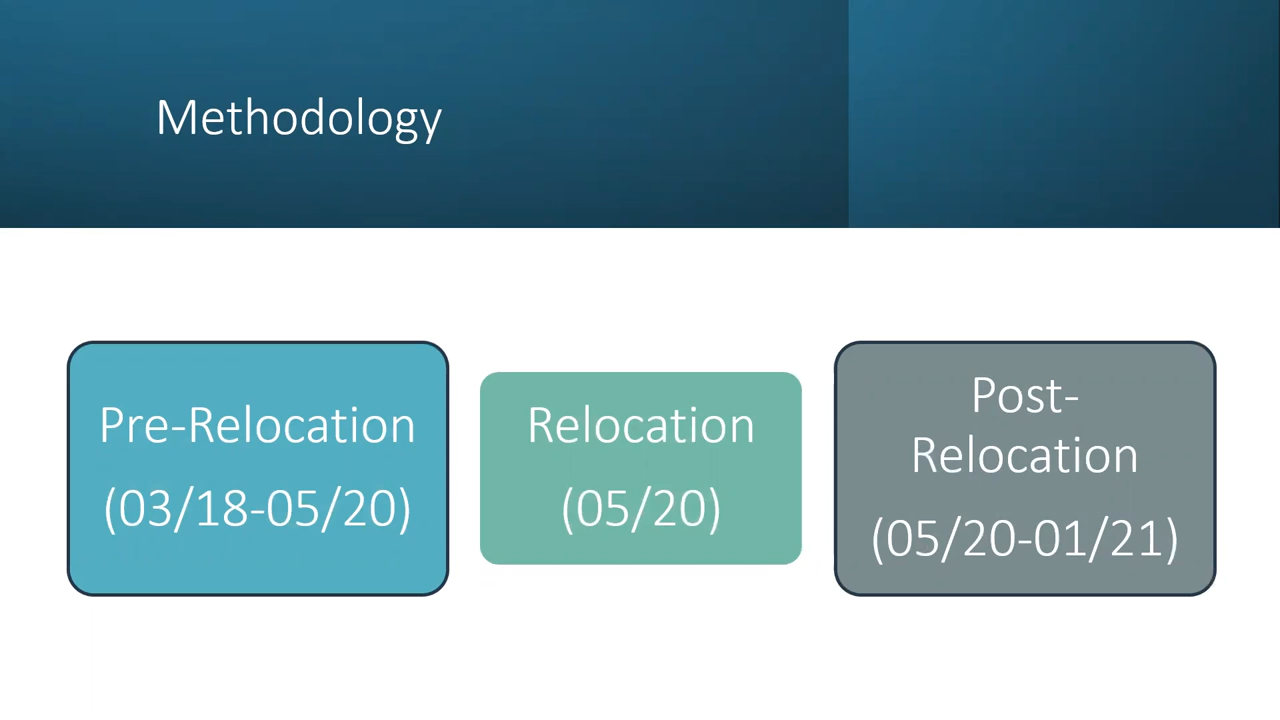 Methodology
Pre-Relocation
(03/18-05/20)
Relocation
(05/20)
Post-
Relocation
(05/20-01/21)